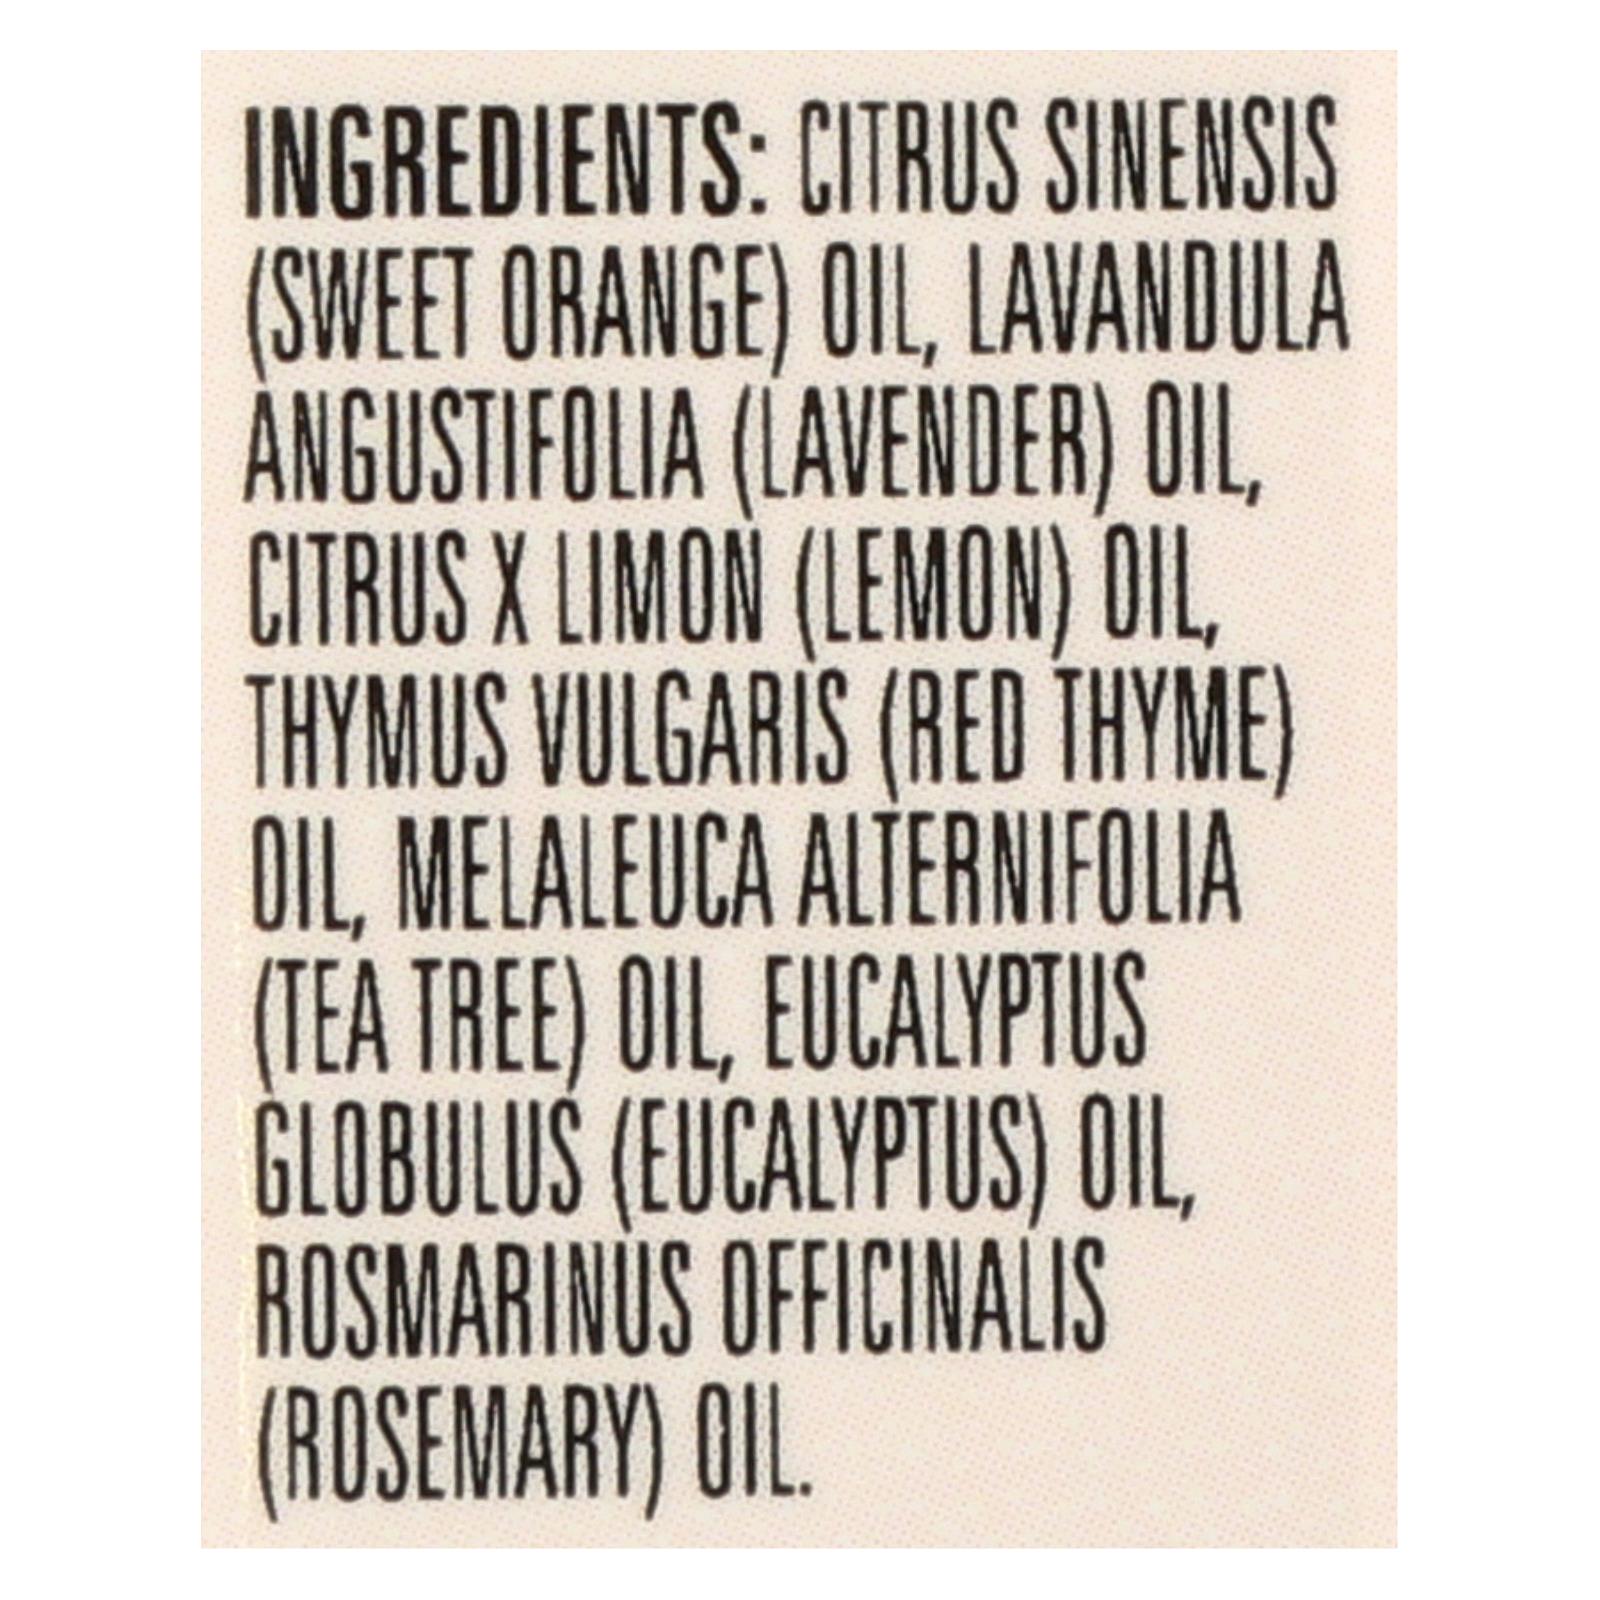 INGREDIENTS: CITRUS SINENSIS
(SWEET ORANGE) OIL, LAVANDULA
ANGUSTIFOLIA (LAVENDER) OIL,
CITRUS X LIMON (LEMON) OIL,
THYMUS VULGARIS (RED THYME)
OIL, MELALEUCA ALTERNIFOLIA
(TEA TREE) OIL, EUCALYPTUS
GLOBULUS (EUCALYPTUS) OIL,
ROSMARINUS OFFICINALIS
(ROSEMARY) OIL.